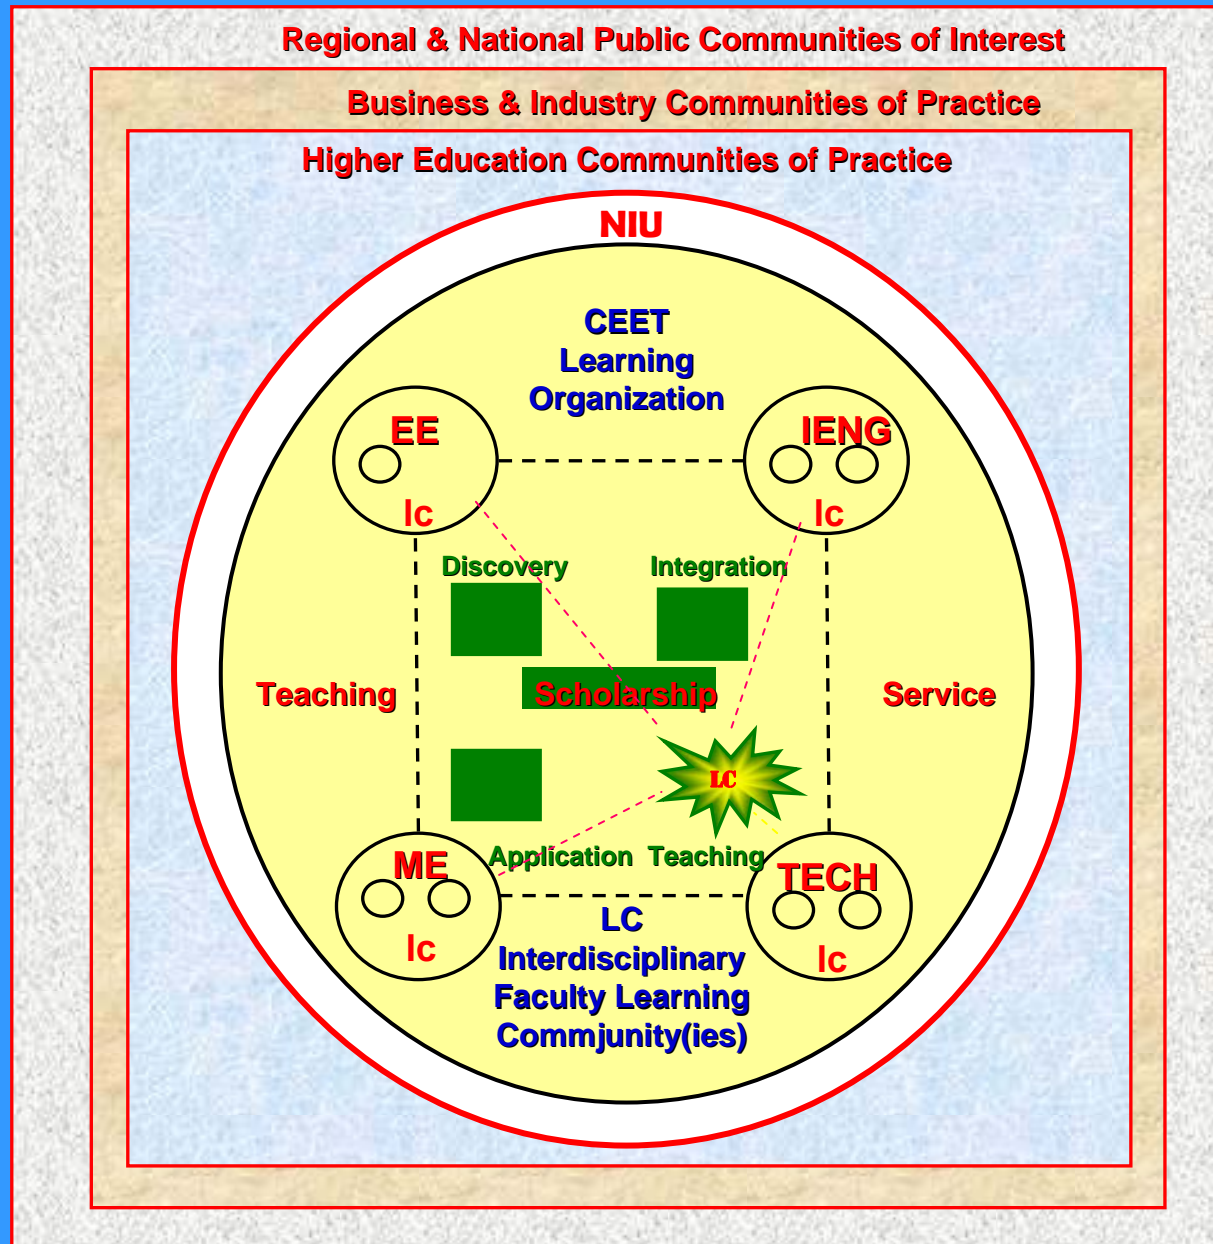 Regional & National Public Communities of Interest
Business & Industry Communities of Practice
Higher Education Communities of Practice
NIU
CEET
Learning
Organization
EE
lc
IENG
lc
Discovery
Integration
Teaching
Scholarship
Service
LC
Application Teaching
ME
lc
TECH
lc
LC
Interdisciplinary
Faculty Learning
Commjunity(ies)